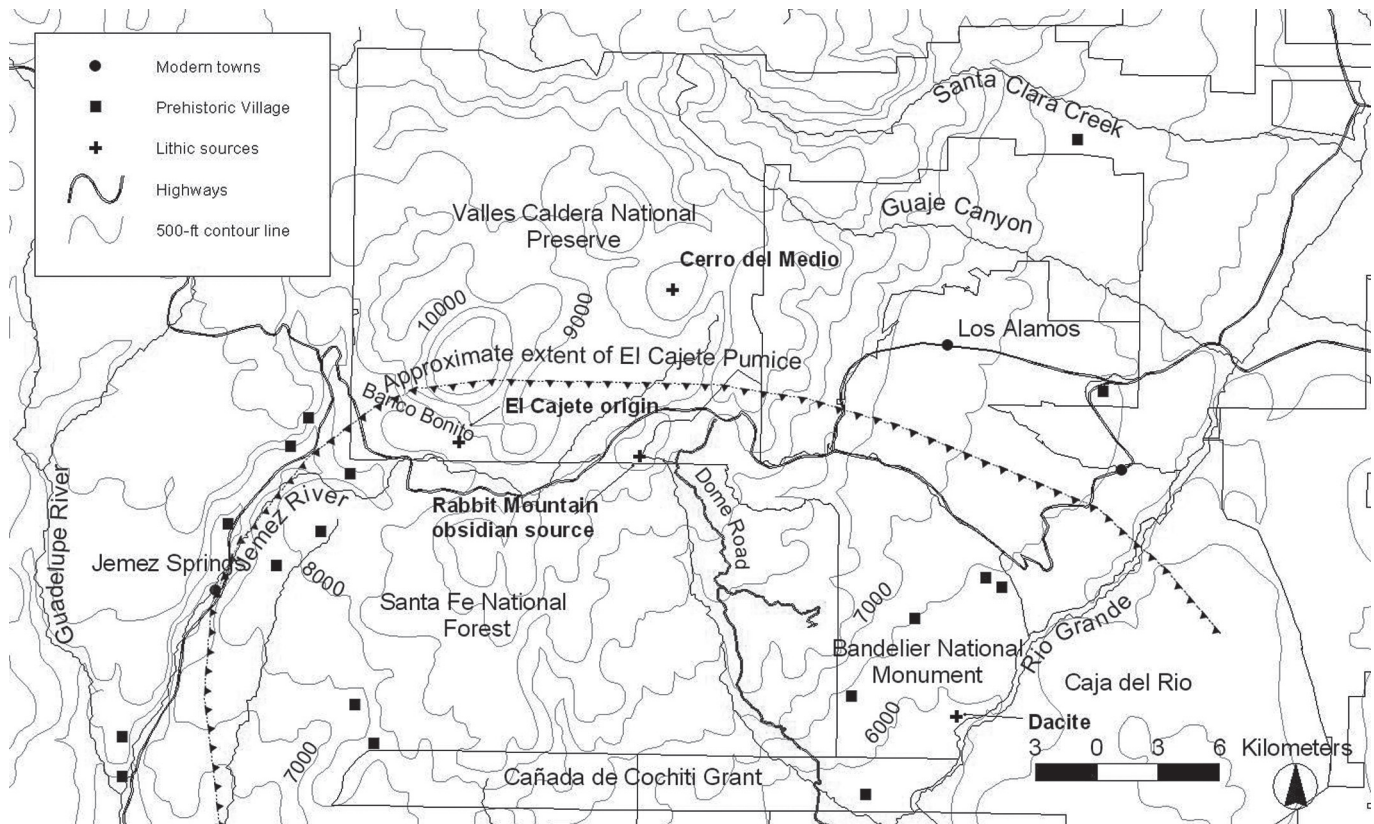 Modern towns
Prehistoric Village
Lithic sources
Highways
500-ft contour line
Santa Clara Creek
Guaje Canyon
Valles Caldera National
Preserve
Cerro del Medio
10000
9000
Los Alamos
Approximate extent of El Cajete Pumice
Banco Bonito
El Cajete origin
Guadelupe River
Jemez River
Rabbit Mountain
obsidian source
Dome Road
Jemez Springs
8000
Santa Fe National
Forest
7000
Bandelier National
Monument
Rio Grande
Caja del Rio
6000
Dacite
7000
3 0 3 6 Kilometers
Cañada de Cochiti Grant